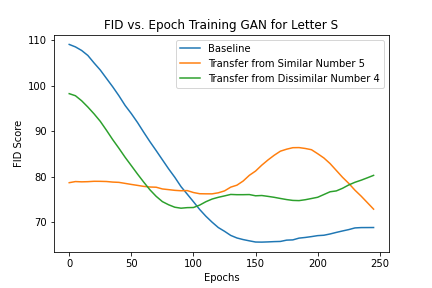 FID vs. Epoch Training GAN for Letter S
Baseline
Transfer from Similar Number 5
Transfer from Dissimilar Number 4
FID Score
110
100
90
80
70
0 50 100 150 200 250
Epochs